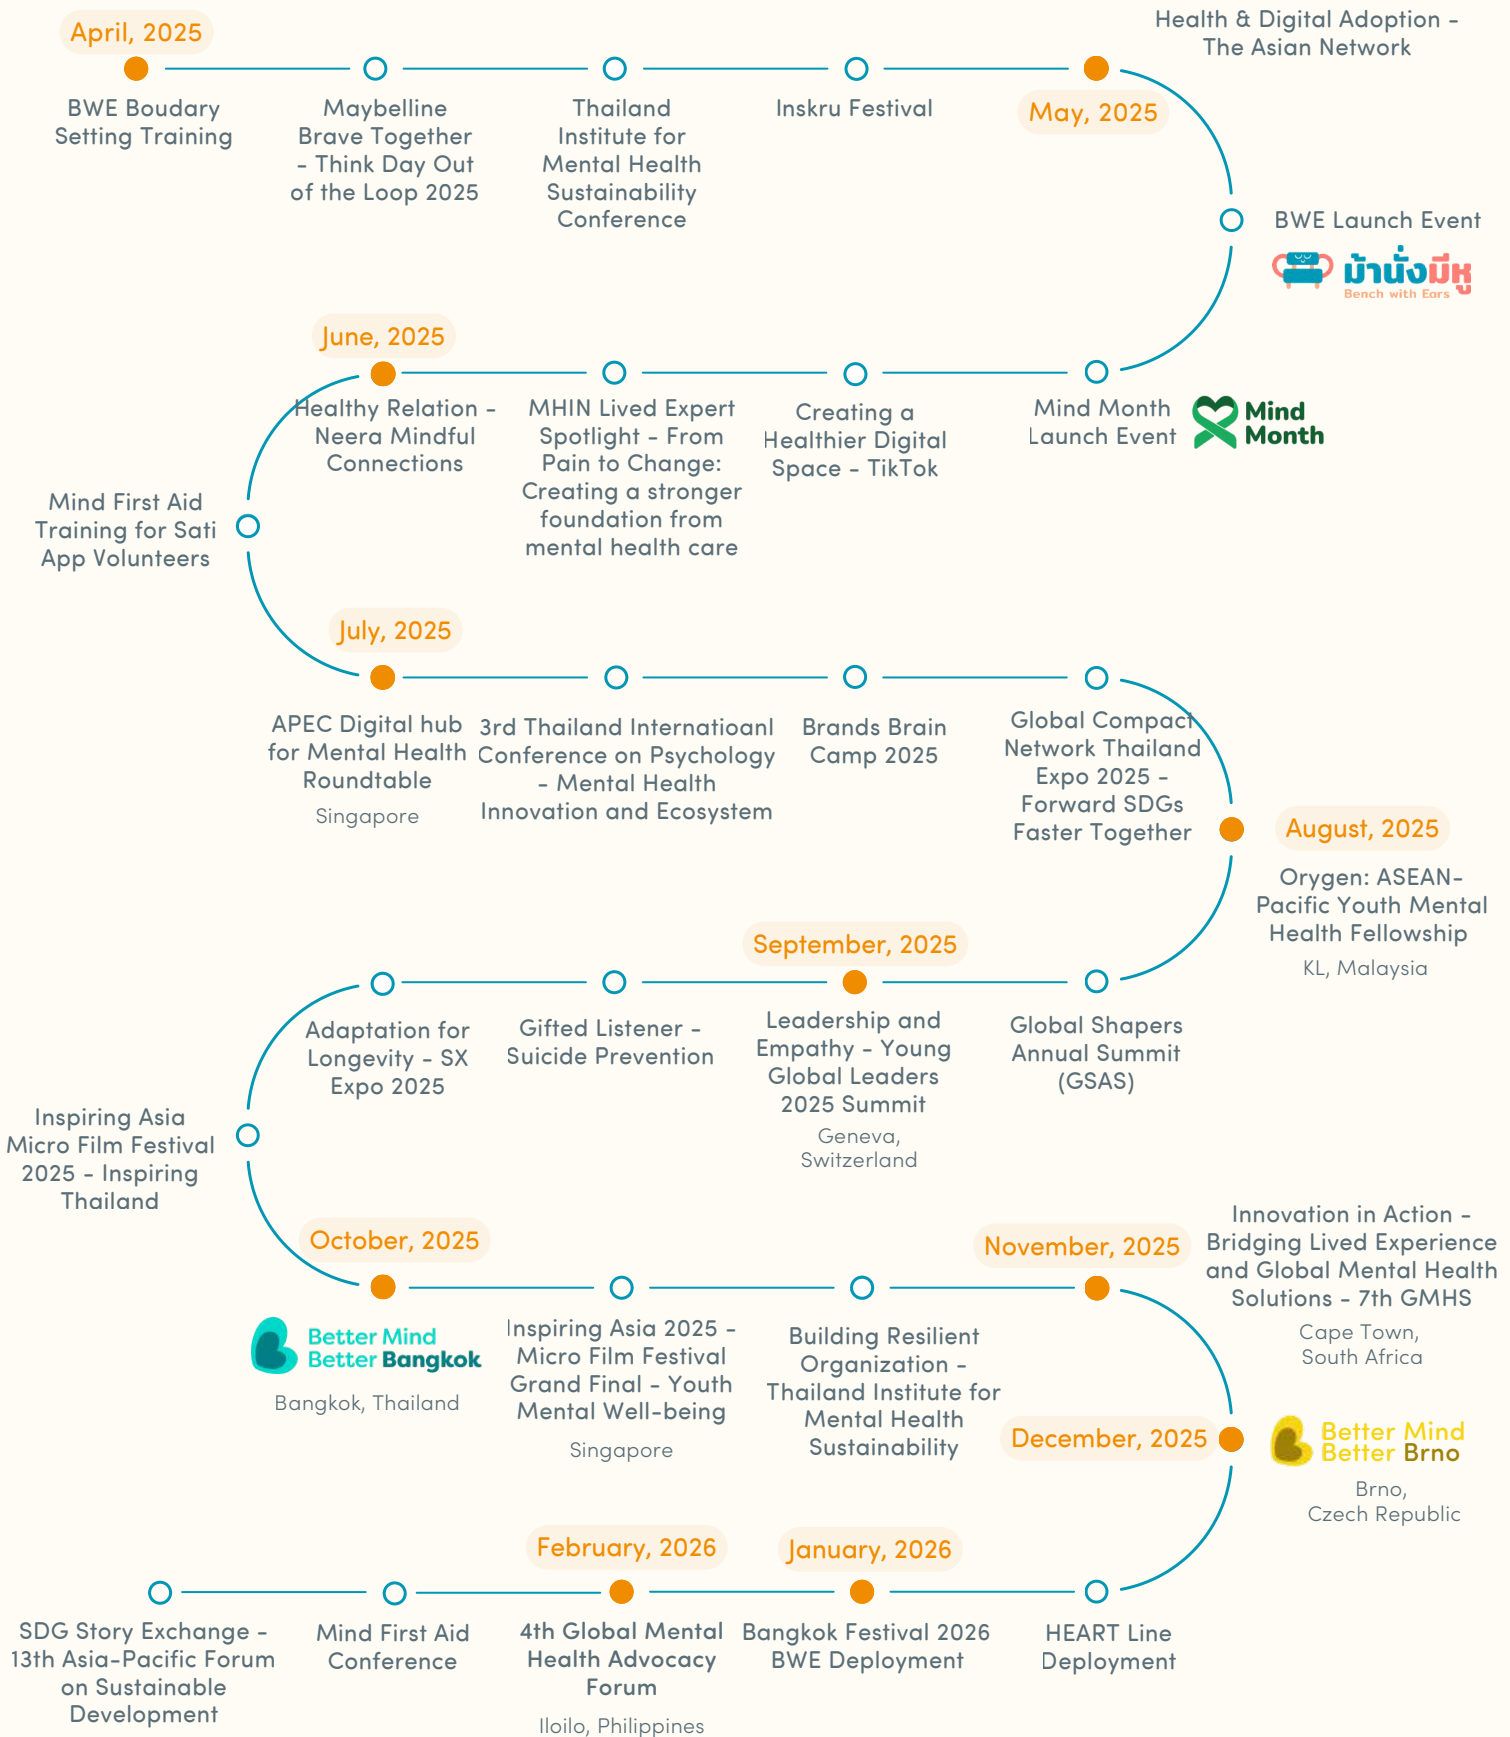 April, 2025
BWE Boudary
Setting Training
Maybelline
Brave Together
- Think Day Out
of the Loop 2025
Thailand
Institute for
Mental Health
Sustainability
Conference
Inskru Festival
May, 2025
Health & Digital Adoption -
The Asian Network
BWE Launch Event
ม้านั่งมีหู
Bench with Ears
Mind Month
Launch Event
Mind
Month
Creating a
Healthier Digital
Space - TikTok
MHIN Lived Expert
Spotlight - From
Pain to Change:
Creating a stronger
foundation from
mental health care
June, 2025
Healthy Relation -
Neera Mindful
Connections
Mind First Aid
Training for Sati
App Volunteers
July, 2025
APEC Digital hub
for Mental Health
Roundtable
Singapore
3rd Thailand Internatioanl
Conference on Psychology
- Mental Health
Innovation and Ecosystem
Brands Brain
Camp 2025
Global Compact
Network Thailand
Expo 2025 -
Forward SDGs
Faster Together
August, 2025
Orygen: ASEAN-
Pacific Youth Mental
Health Fellowship
KL, Malaysia
Global Shapers
Annual Summit
(GSAS)
September, 2025
Leadership and
Empathy - Young
Global Leaders
2025 Summit
Geneva,
Switzerland
Gifted Listener -
Suicide Prevention
Adaptation for
Longevity - SX
Expo 2025
Inspiring Asia
Micro Film Festival
2025 - Inspiring
Thailand
October, 2025
Better Mind
Better Bangkok
Bangkok, Thailand
Inspiring Asia 2025 -
Micro Film Festival
Grand Final - Youth
Mental Well-being
Singapore
Building Resilient
Organization -
Thailand Institute for
Mental Health
Sustainability
November, 2025
Innovation in Action -
Bridging Lived Experience
and Global Mental Health
Solutions - 7th GMHS
Cape Town,
South Africa
December, 2025
Better Mind
Better Brno
Brno,
Czech Republic
HEART Line
Deployment
January, 2026
Bangkok Festival 2026
BWE Deployment
February, 2026
4th Global Mental
Health Advocacy
Forum
Iloilo, Philippines
Mind First Aid
Conference
SDG Story Exchange -
13th Asia-Pacific Forum
on Sustainable
Development